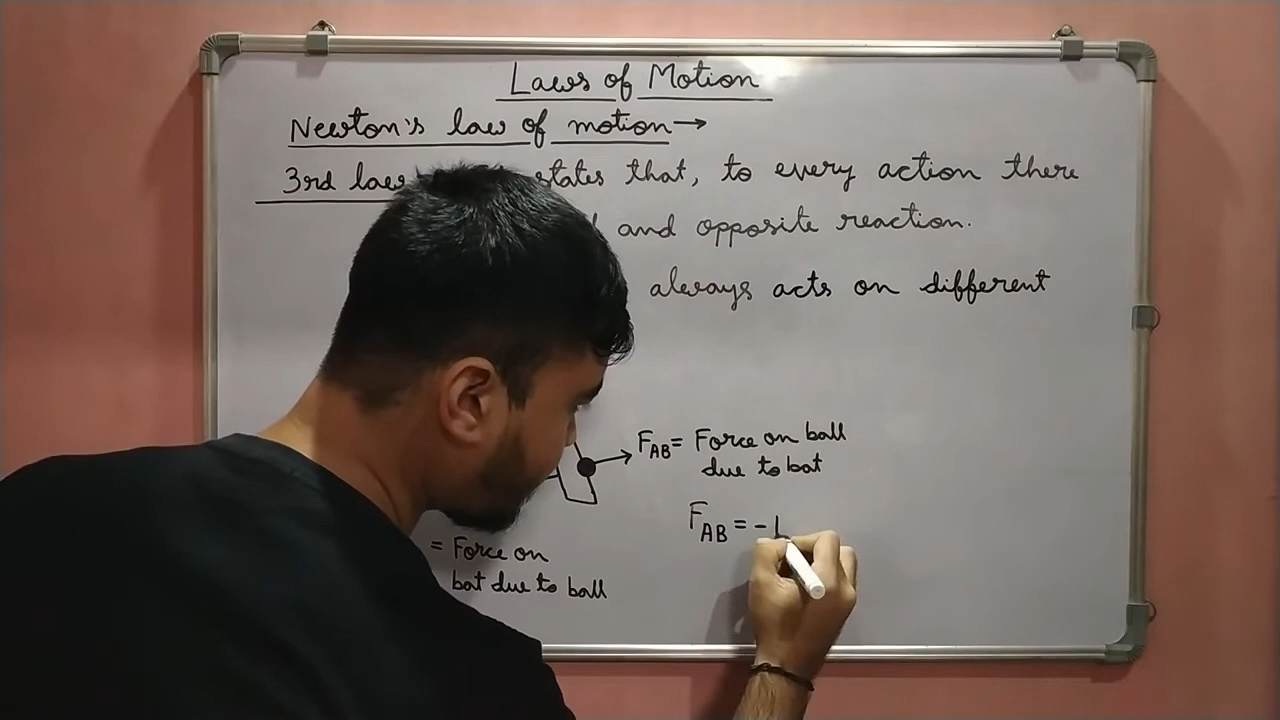 Laws of Motion
Newton's law of motion→
3rd law states that, to every action there
and opposite reaction.
always acts on different
F_AB = Force on ball
due to bat
F_AB = -
= Force on
bat due to ball